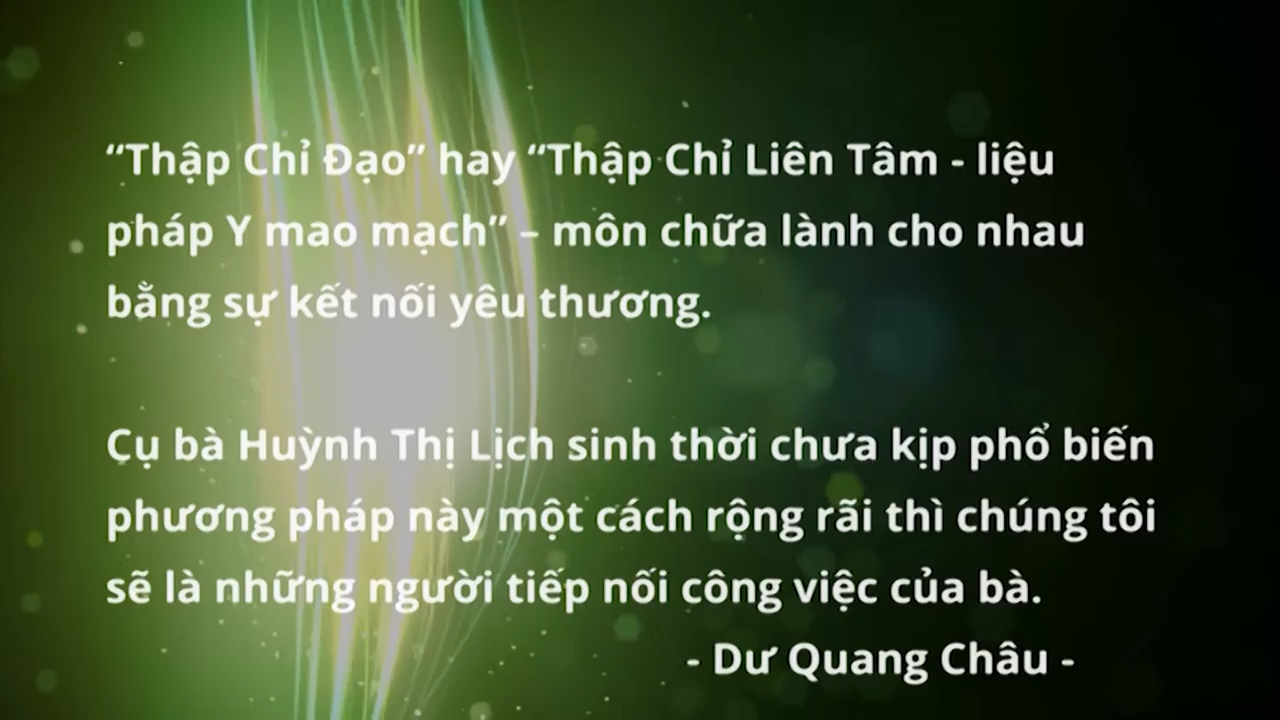 “Thập Chỉ Đạo” hay “Thập Chỉ Liên Tâm - liệu
pháp Y mao mạch” – môn chữa lành cho nhau
bằng sự kết nối yêu thương.
Cụ bà Huỳnh Thị Lịch sinh thời chưa kịp phổ biến
phương pháp này một cách rộng rãi thì chúng tôi
sẽ là những người tiếp nối công việc của bà.
- Dư Quang Châu -